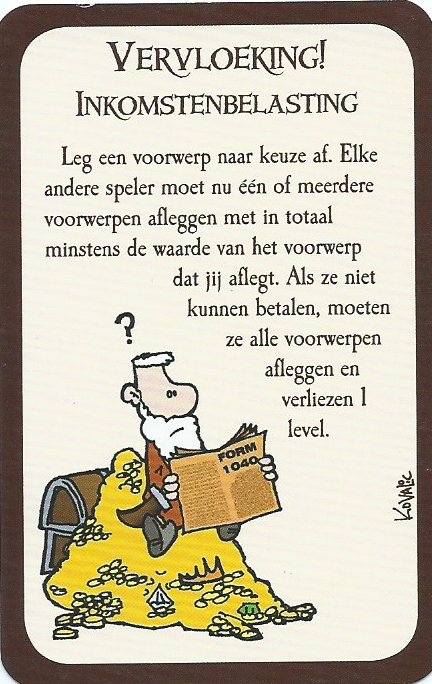 VERVLOEKING!
INKOMSTENBELASTING
Leg een voorwerp naar keuze af. Elke
andere speler moet nu één of meerdere
voorwerpen afleggen met in totaal
minstens de waarde van het voorwerp
dat jij aflegt. Als ze niet
kunnen betalen, moeten
ze alle voorwerpen
afleggen en
verliezen 1
level.
?
FORM
1040
KOVALIC